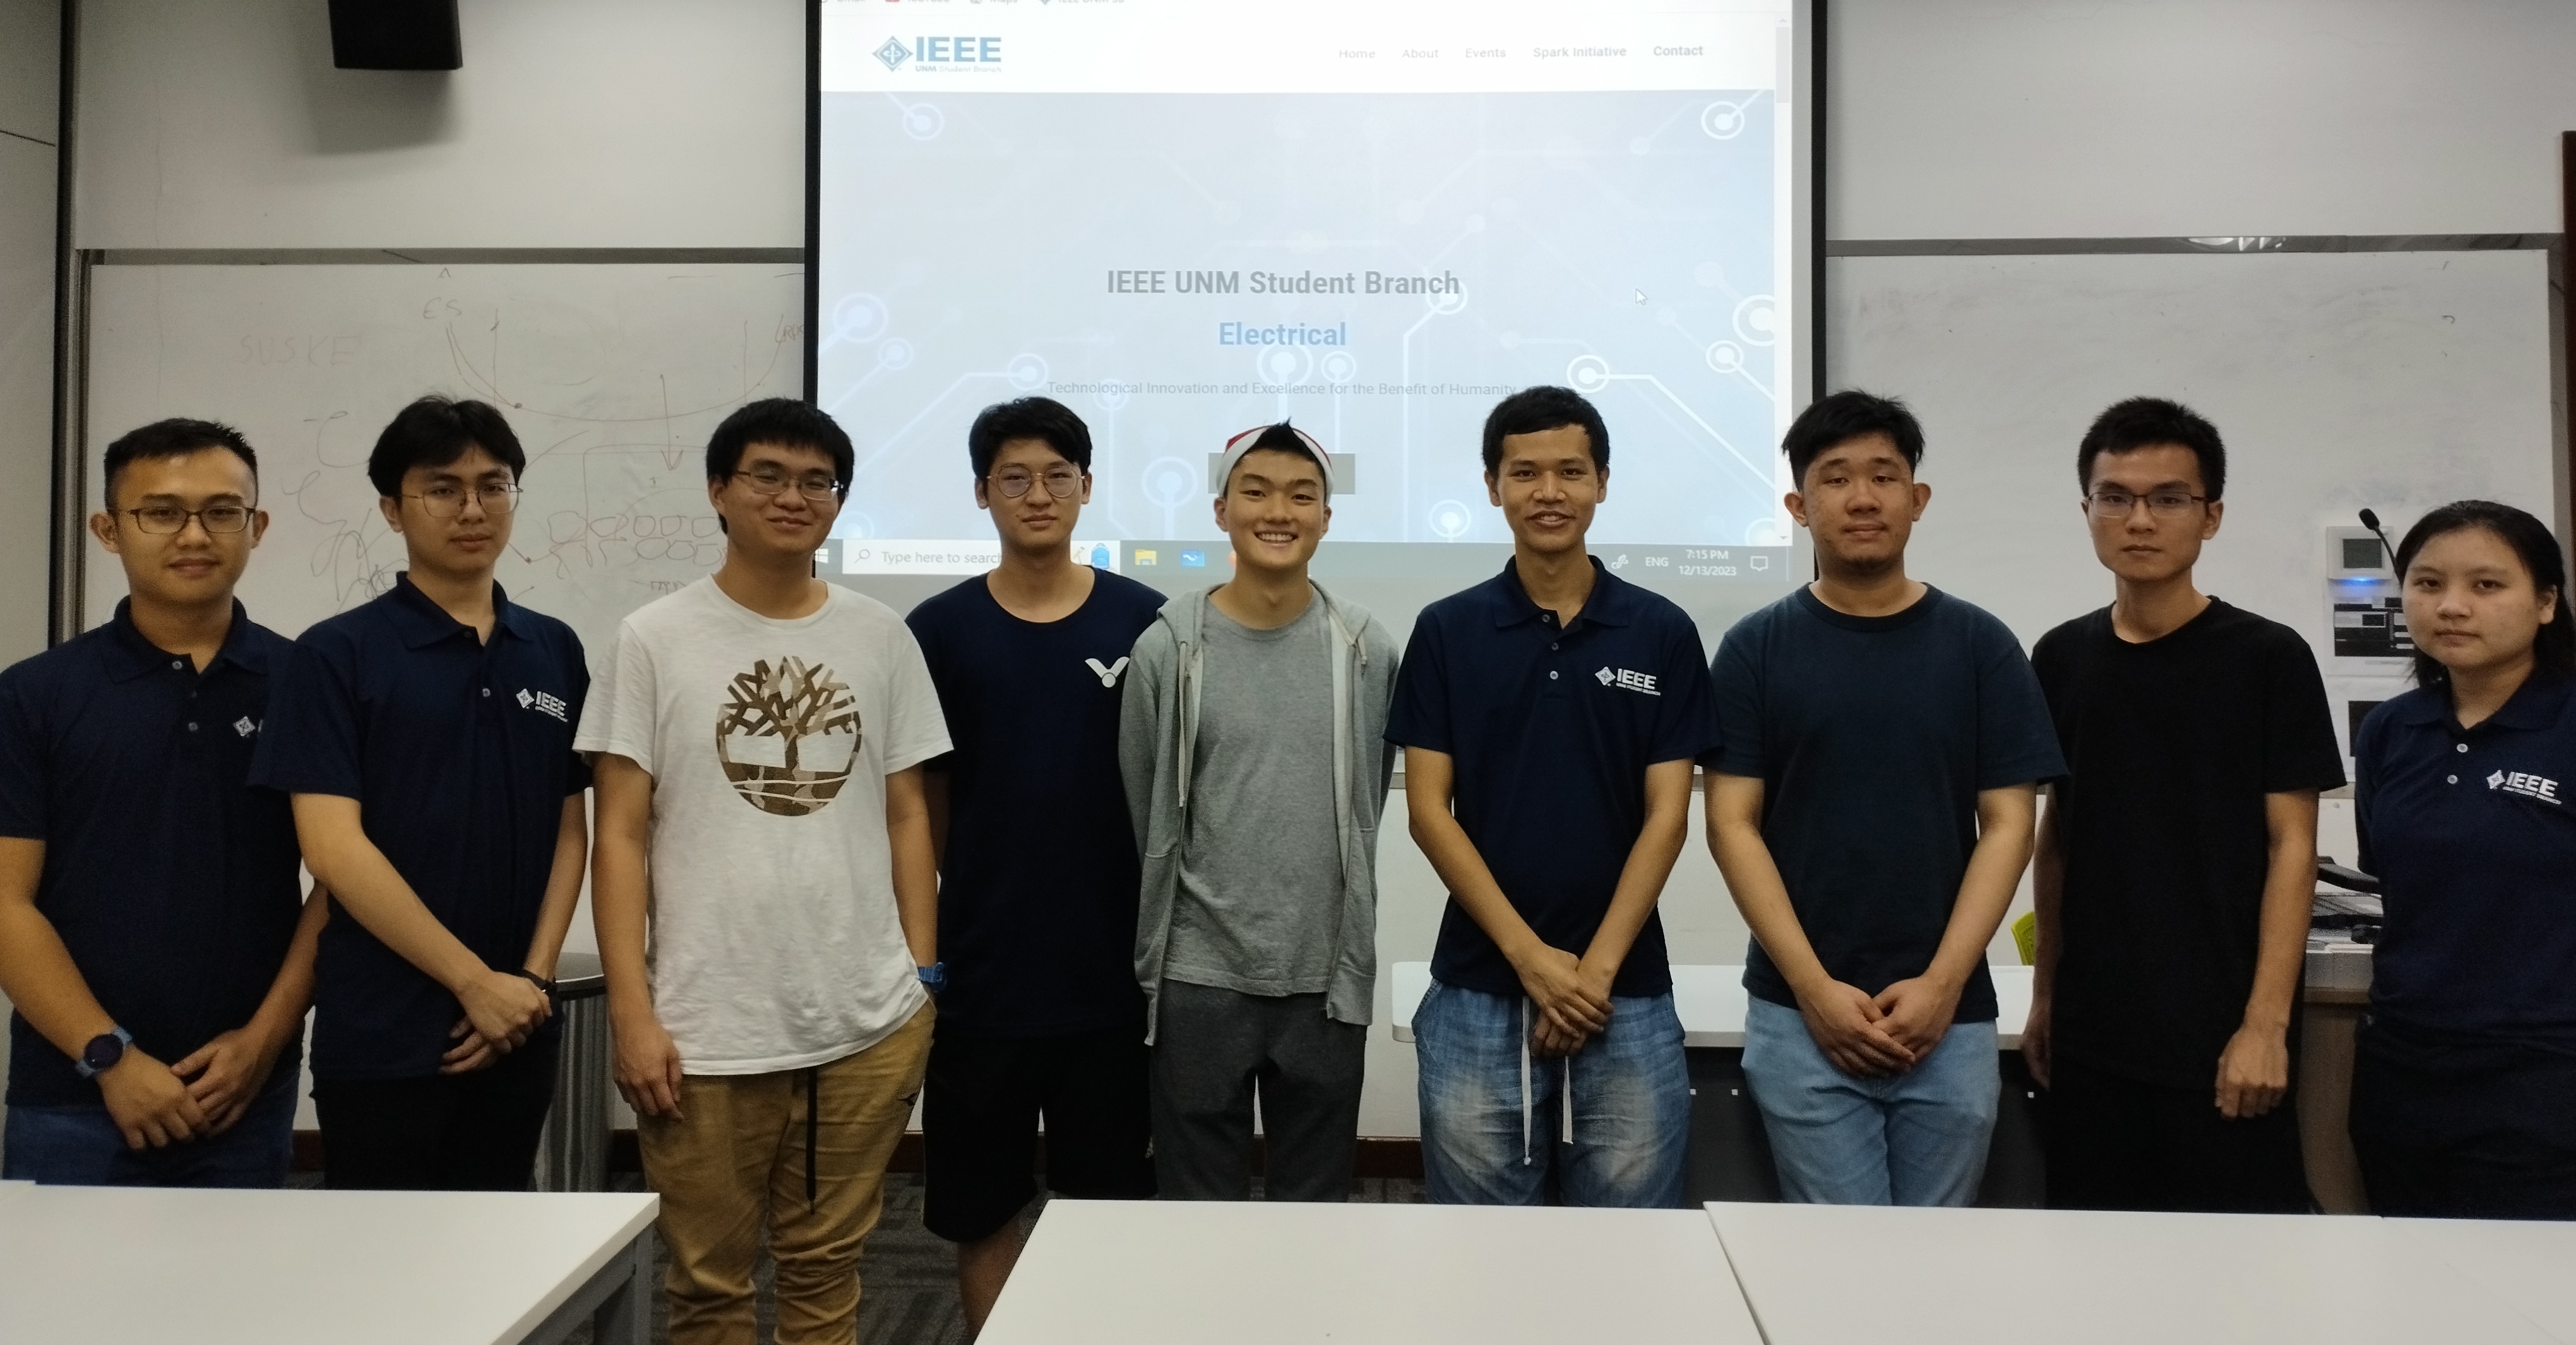 IEEE
UNM Student Branch
Home About Events Spark Initiative Contact
IEEE UNM Student Branch
Electrical
Technological Innovation and Excellence for the Benefit of Humanity
Type here to search
ENG
7:15 PM
12/13/2023
SUSKE
ES
IEEE
IEEE
IEEE